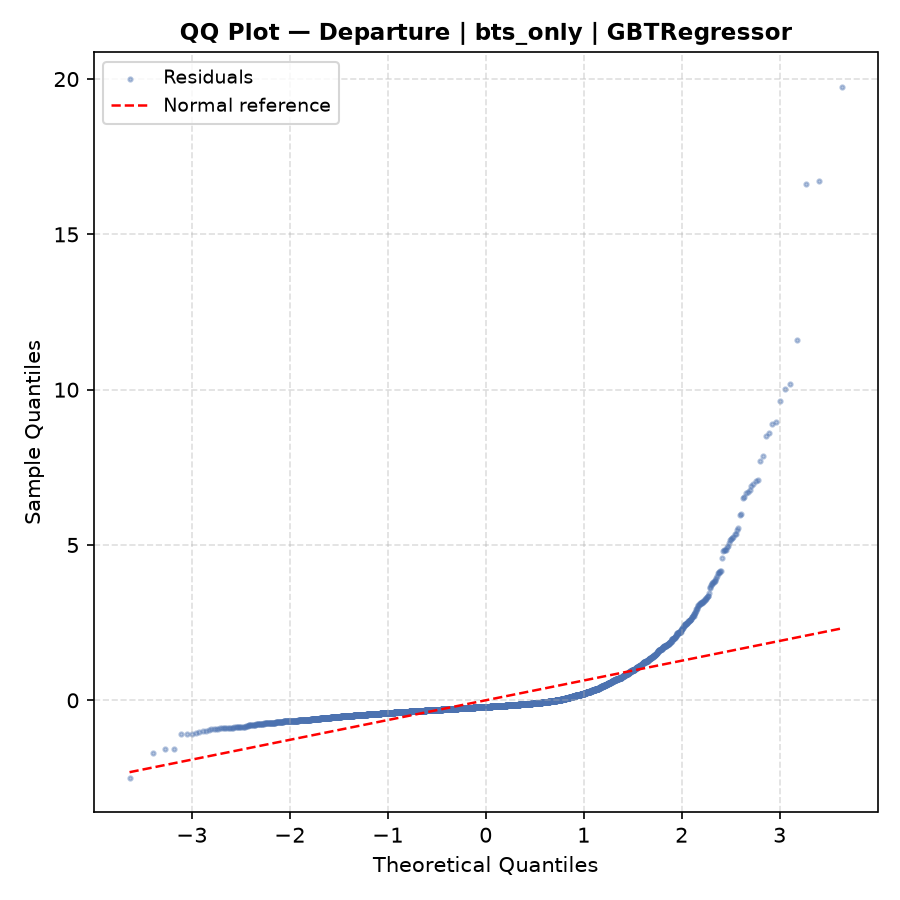 QQ Plot — Departure | bts_only | GBTRegressor
Residuals
Normal reference
20
15
10
5
0
Sample Quantiles
−3 −2 −1 0 1 2 3
Theoretical Quantiles